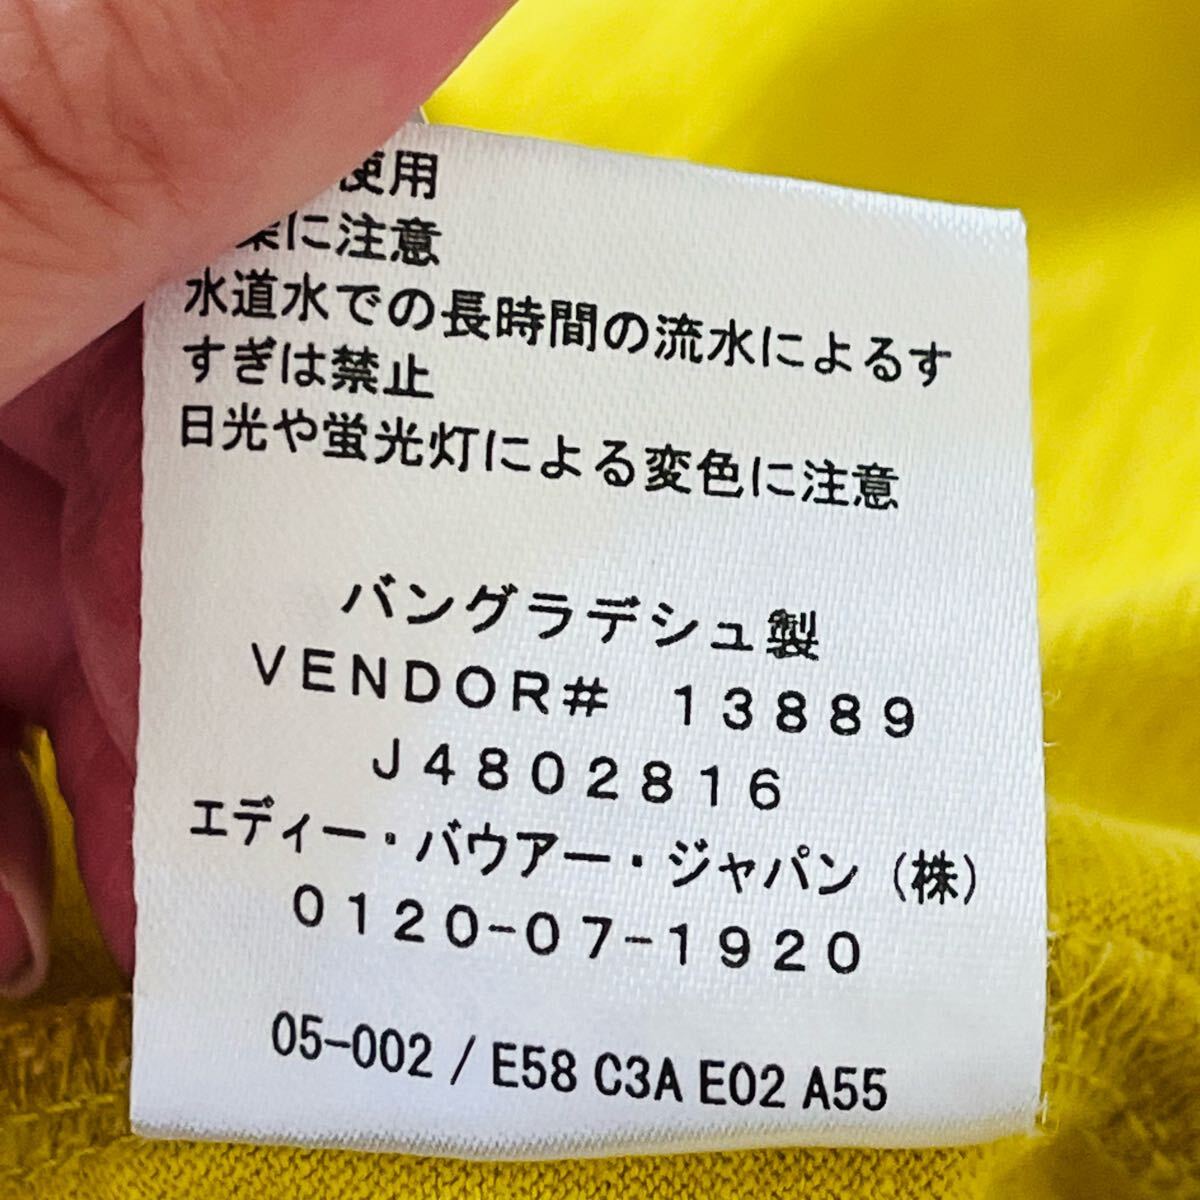 使用
に注意
水道水での長時間の流水によるす
すぎは禁止
日光や蛍光灯による変色に注意
バングラデシュ製
VENDOR# 13889
J4802816
エディー・バウアー・ジャパン（株）
0120-07-1920
05-002 / E58 C3A E02 A55